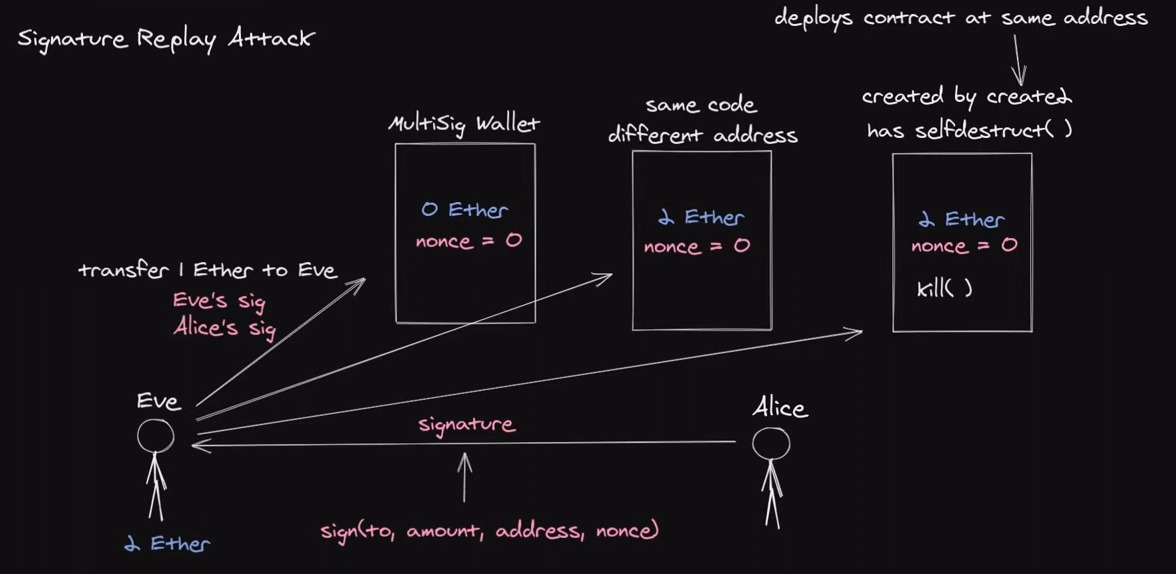 Signature Replay Attack
deploys contract at same address
MultiSig Wallet
0 Ether
nonce = 0
same code
different address
2 Ether
nonce = 0
created by create2
has selfdestruct( )
2 Ether
nonce = 0
kill( )
transfer 1 Ether to Eve
Eve's sig
Alice's sig
Eve
2 Ether
signature
sign(to, amount, address, nonce)
Alice